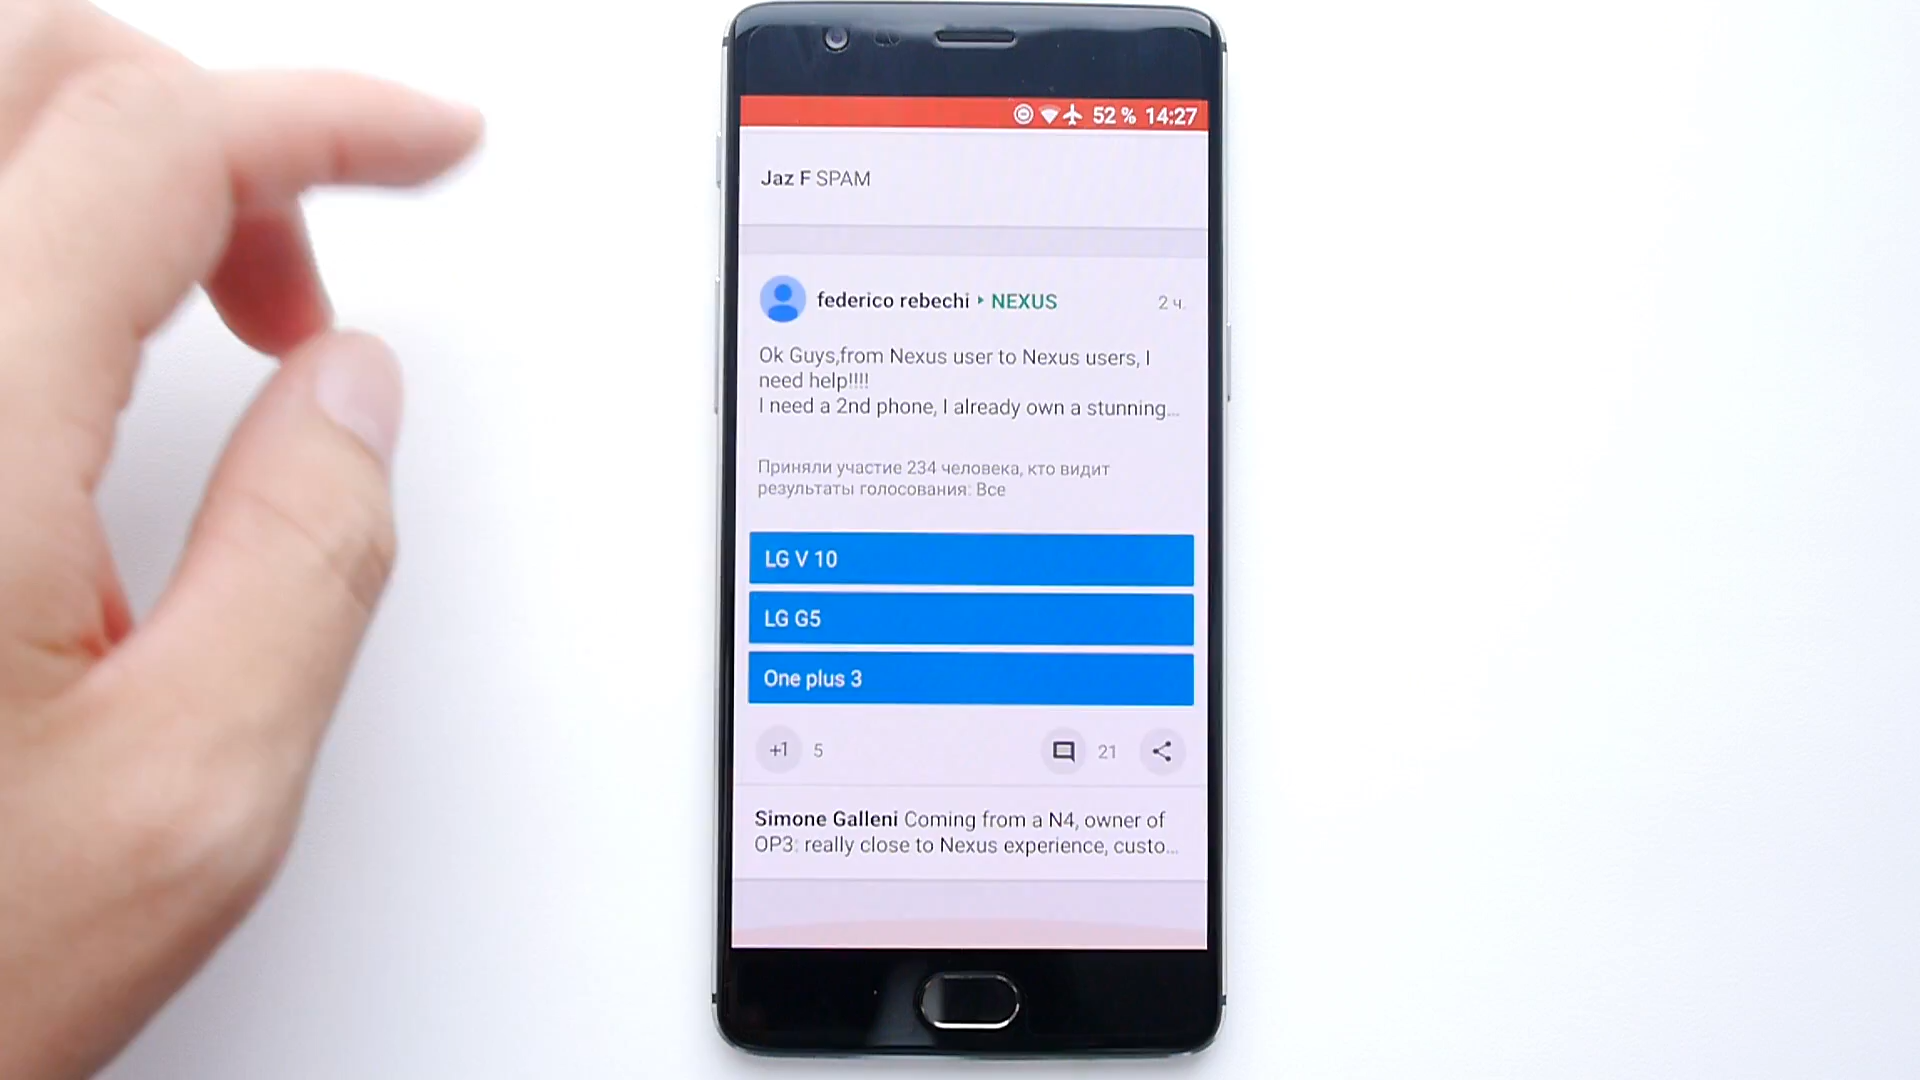 52 % 14:27
Jaz F SPAM
federico rebechi ▸ NEXUS 2 ч.
Ok Guys,from Nexus user to Nexus users, I
need help!!!!
I need a 2nd phone, I already own a stunning...
Приняли участие 234 человека, кто видит
результаты голосования: Все
LG V 10
LG G5
One plus 3
+1 5 21
Simone Galleni Coming from a N4, owner of
OP3: really close to Nexus experience, custo...